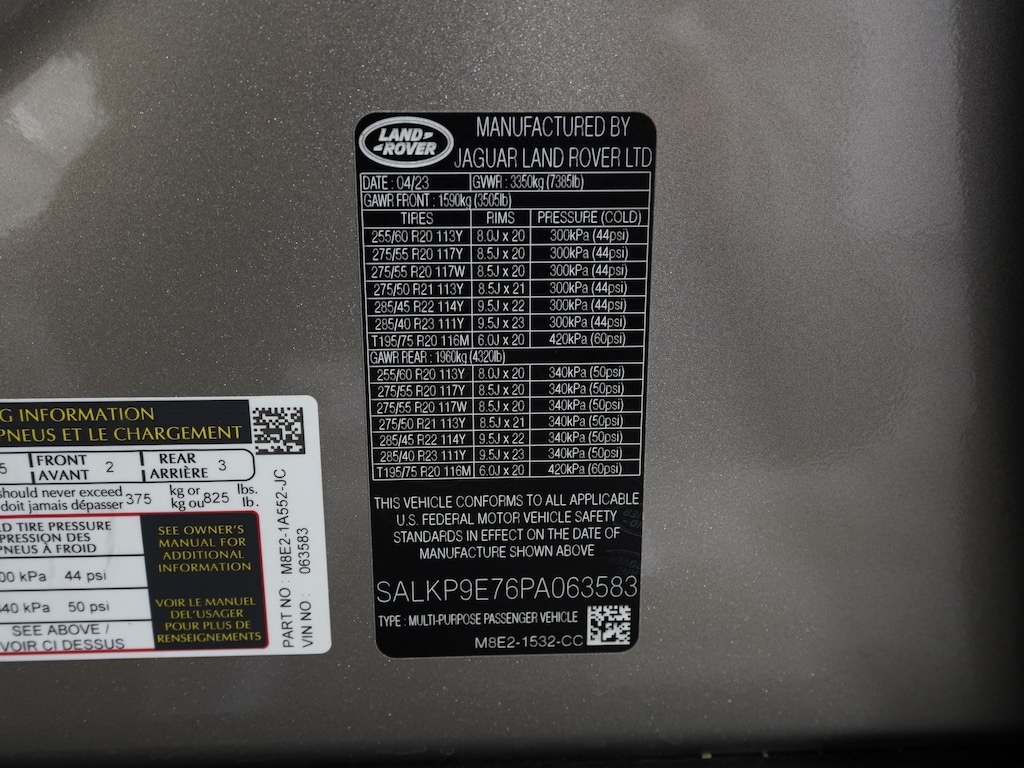 LAND-
-ROVER
MANUFACTURED BY
JAGUAR LAND ROVER LTD
DATE : 04/23 GVWR : 3350kg (7385lb)
GAWR FRONT : 1590kg (3505lb)
TIRES RIMS PRESSURE (COLD)
255/60 R20 113Y 8.0J x 20 300kPa (44psi)
275/55 R20 117Y 8.5J x 20 300kPa (44psi)
275/55 R20 117W 8.5J x 20 300kPa (44psi)
275/50 R21 113Y 8.5J x 21 300kPa (44psi)
285/45 R22 114Y 9.5J x 22 300kPa (44psi)
285/40 R23 111Y 9.5J x 23 300kPa (44psi)
T195/75 R20 116M 6.0J x 20 420kPa (60psi)
GAWR REAR : 1960kg (4320lb)
255/60 R20 113Y 8.0J x 20 340kPa (50psi)
275/55 R20 117Y 8.5J x 20 340kPa (50psi)
275/55 R20 117W 8.5J x 20 340kPa (50psi)
275/50 R21 113Y 8.5J x 21 340kPa (50psi)
285/45 R22 114Y 9.5J x 22 340kPa (50psi)
285/40 R23 111Y 9.5J x 23 340kPa (50psi)
T195/75 R20 116M 6.0J x 20 420kPa (60psi)
THIS VEHICLE CONFORMS TO ALL APPLICABLE
U.S. FEDERAL MOTOR VEHICLE SAFETY
STANDARDS IN EFFECT ON THE DATE OF
MANUFACTURE SHOWN ABOVE
SALKP9E76PA063583
TYPE : MULTI-PURPOSE PASSENGER VEHICLE
M8E2-1532-CC
G INFORMATION
PNEUS ET LE CHARGEMENT
5 FRONT AVANT 2 REAR ARRIÈRE 3
should never exceed 375 kg or 825 lbs.
doit jamais dépasser kg ou lb.
LD TIRE PRESSURE
PRESSION DES
PNEUS À FROID
00 kPa 44 psi
340 kPa 50 psi
SEE ABOVE /
VOIR CI DESSUS
SEE OWNER'S
MANUAL FOR
ADDITIONAL
INFORMATION
VOIR LE MANUEL
DEL'USAGER
POUR PLUS DE
RENSEIGNEMENTS
PART NO : M8E2-1A552-JC
VIN NO : 063583